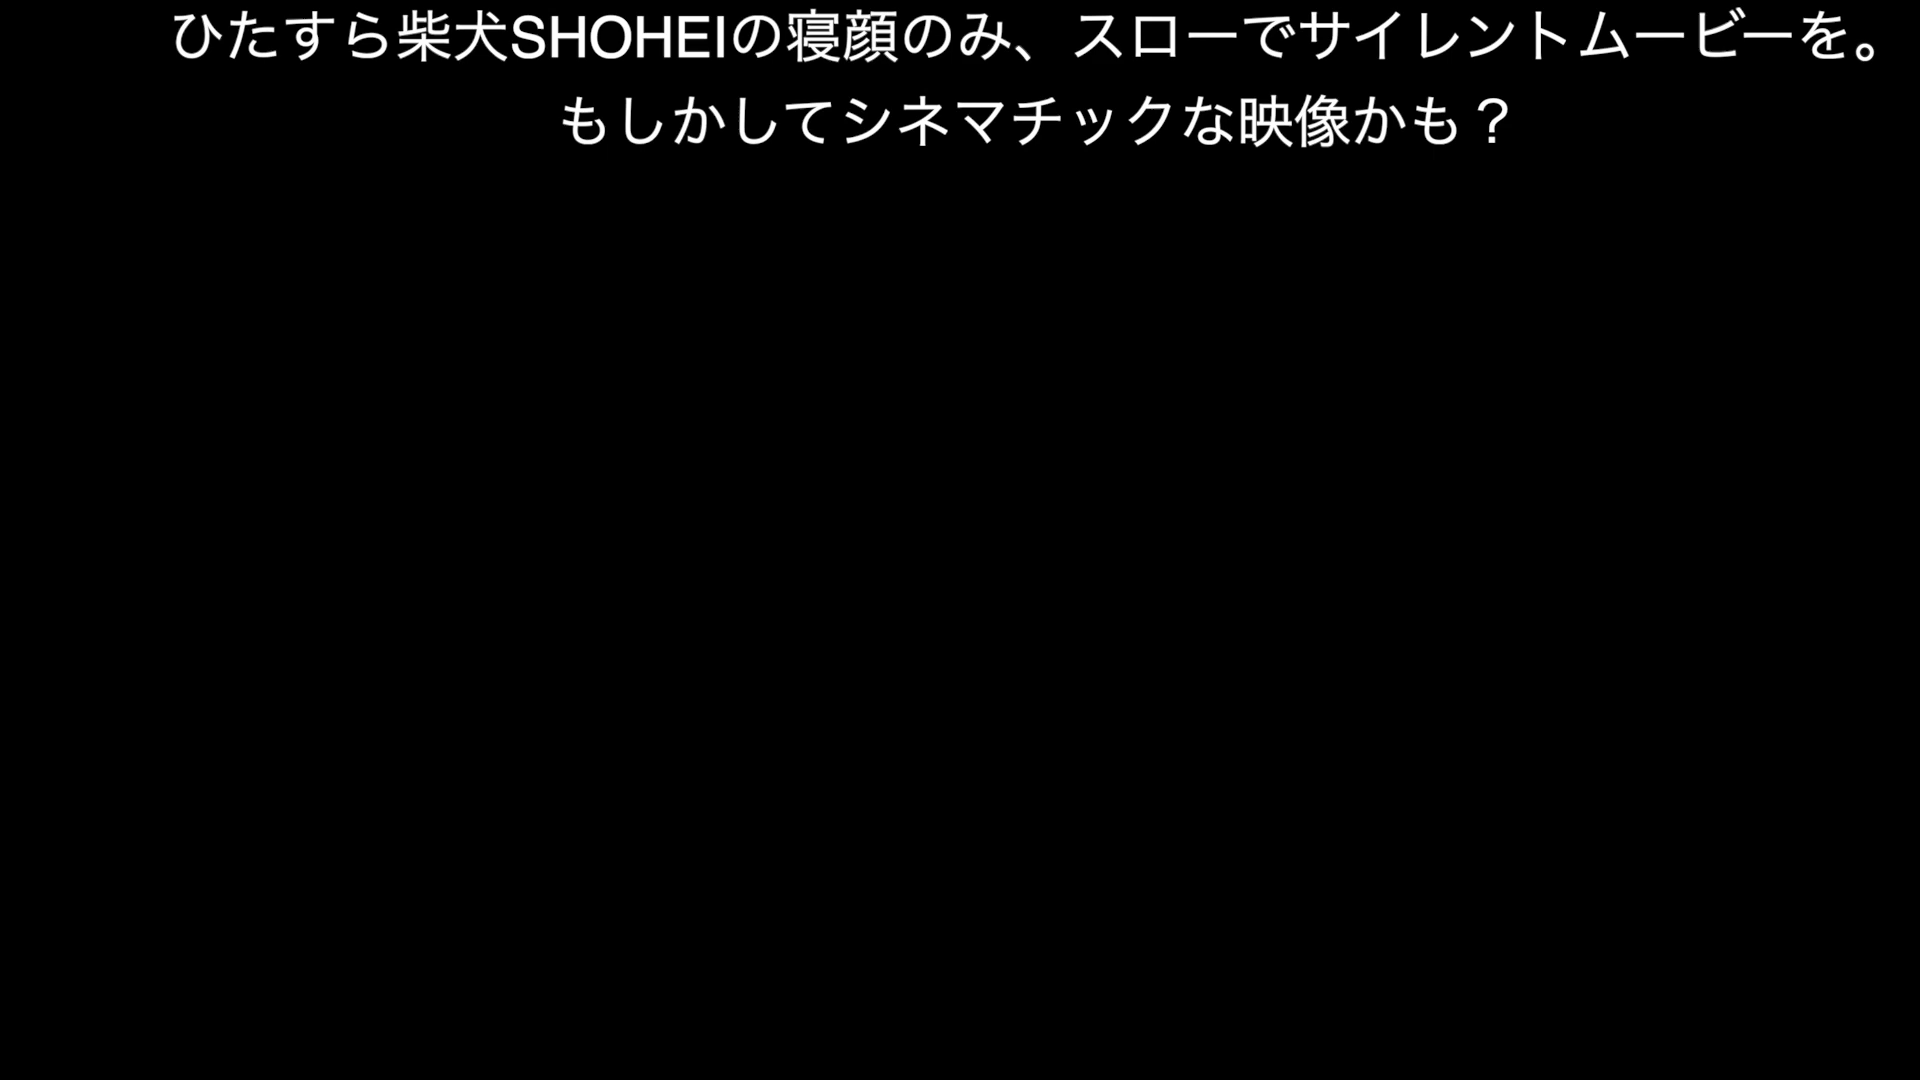 ひたすら柴犬SHOHEIの寝顔のみ、スローでサイレントムービーを。
もしかしてシネマチックな映像かも？